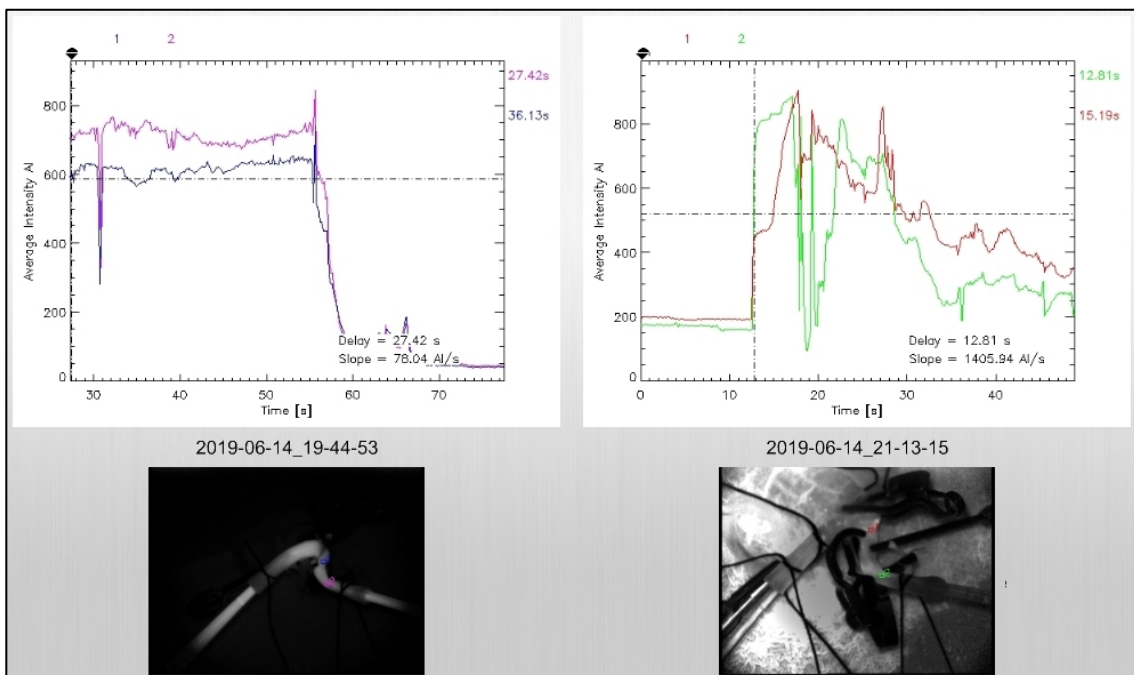 1 2
27.42s
36.13s
800
600
400
200
0
Average Intensity AI
30 40 50 60 70
Time [s]
Delay = 27.42 s
Slope = 78.04 AI/s
2019-06-14_19-44-53
1 2
12.81s
15.19s
800
600
400
200
0
Average Intensity AI
0 10 20 30 40
Time [s]
Delay = 12.81 s
Slope = 1405.94 AI/s
2019-06-14_21-13-15